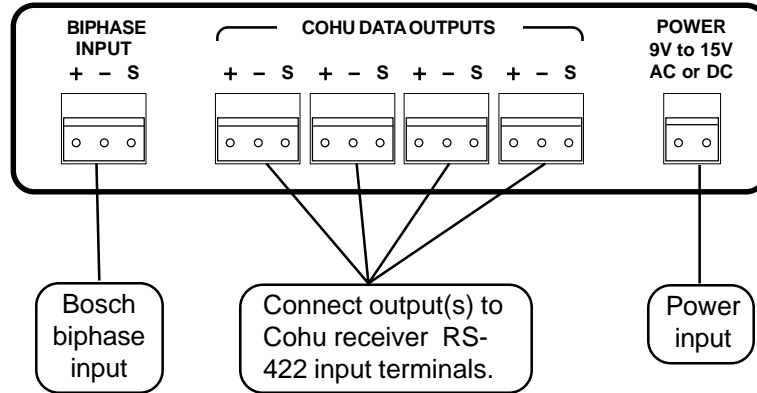 BIPHASE
INPUT
+ – S
COHU DATA OUTPUTS
+ – S + – S + – S + – S
POWER
9V to 15V
AC or DC
Bosch
biphase
input
Connect output(s) to
Cohu receiver RS-
422 input terminals.
Power
input